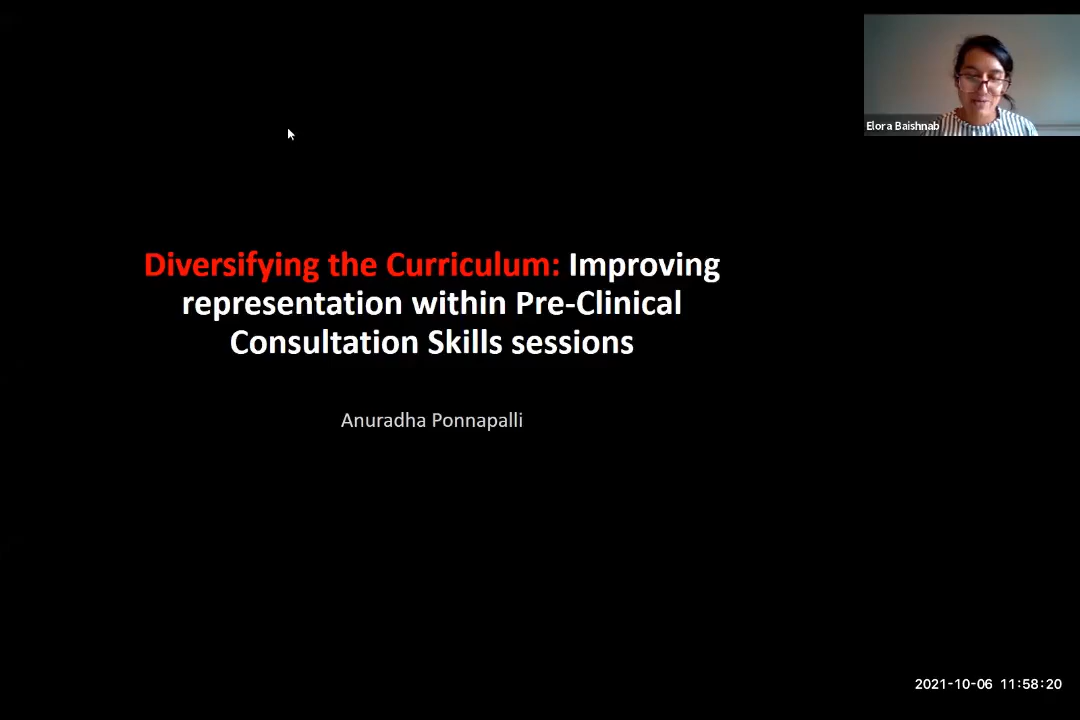 Elora Baishnab
Diversifying the Curriculum: Improving
representation within Pre-Clinical
Consultation Skills sessions
Anuradha Ponnapalli
2021-10-06 11:58:20